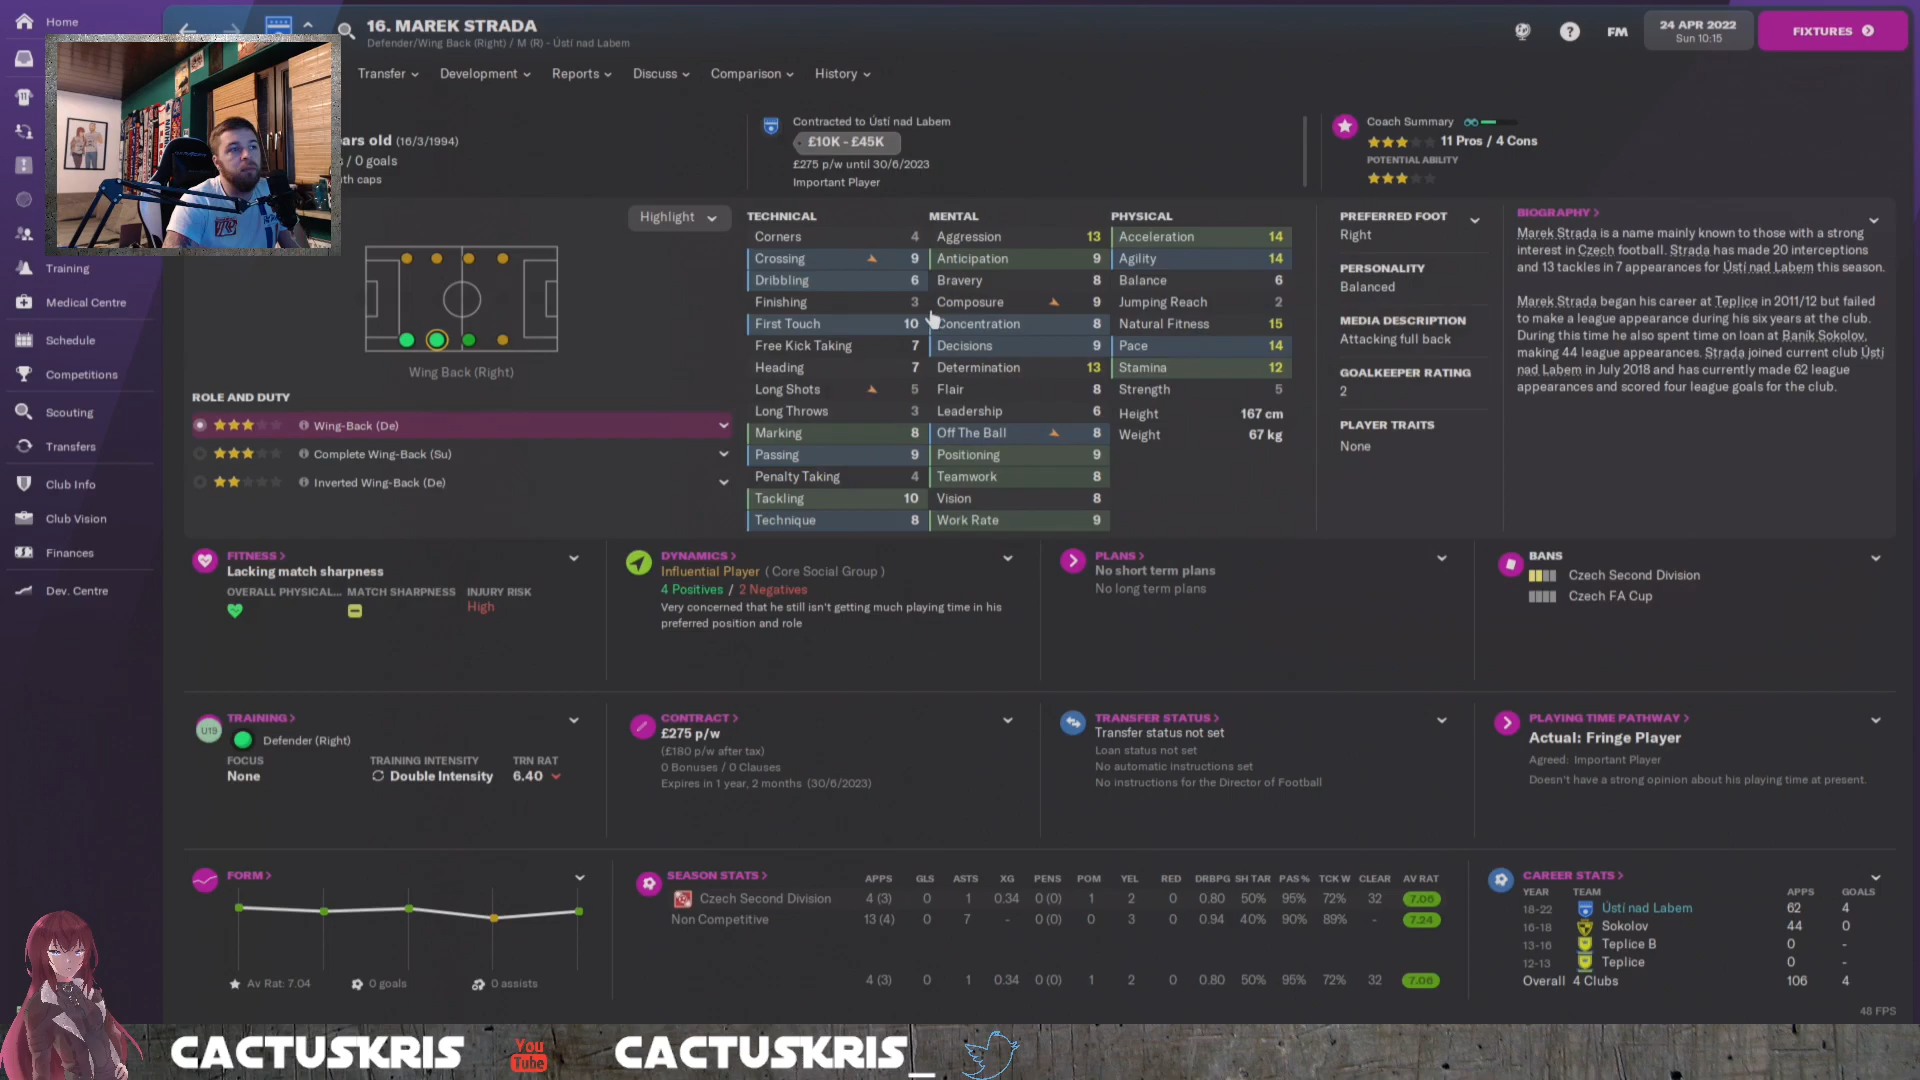 Home
16. MAREK STRADA
Defender/Wing Back (Right) / M (R) - Ústí nad Labem
FM
24 APR 2022
Sun 10:15
FIXTURES
Transfer
Development
Reports
Discuss
Comparison
History
ars old (16/3/1994)
/ 0 goals
th caps
Contracted to Ústí nad Labem
£10K - £45K
£275 p/w until 30/6/2023
Important Player
Coach Summary
11 Pros / 4 Cons
POTENTIAL ABILITY
Training
Medical Centre
Schedule
Competitions
Scouting
Transfers
Club Info
Club Vision
Finances
Dev. Centre
Highlight
Wing Back (Right)
ROLE AND DUTY
Wing-Back (De)
Complete Wing-Back (Su)
Inverted Wing-Back (De)
TECHNICAL
Corners 4
Crossing 9
Dribbling 6
Finishing 3
First Touch 10
Free Kick Taking 7
Heading 7
Long Shots 5
Long Throws 3
Marking 8
Passing 9
Penalty Taking 4
Tackling 10
Technique 8
MENTAL
Aggression 13
Anticipation 9
Bravery 8
Composure 9
Concentration 8
Decisions 9
Determination 13
Flair 8
Leadership 6
Off The Ball 8
Positioning 9
Teamwork 8
Vision 8
Work Rate 9
PHYSICAL
Acceleration 14
Agility 14
Balance 6
Jumping Reach 2
Natural Fitness 15
Pace 14
Stamina 12
Strength 5
Height 167 cm
Weight 67 kg
PREFERRED FOOT
Right
PERSONALITY
Balanced
MEDIA DESCRIPTION
Attacking full back
GOALKEEPER RATING
2
PLAYER TRAITS
None
BIOGRAPHY >
Marek Strada is a name mainly known to those with a strong
interest in Czech football. Strada has made 20 interceptions
and 13 tackles in 7 appearances for Ústí nad Labem this season.
Marek Strada began his career at Teplice in 2011/12 but failed
to make a league appearance during his six years at the club.
During this time he also spent time on loan at Baník Sokolov,
making 44 league appearances. Strada joined current club Ústí
nad Labem in July 2018 and has currently made 62 league
appearances and scored four league goals for the club.
FITNESS >
Lacking match sharpness
OVERALL PHYSICAL... MATCH SHARPNESS INJURY RISK
High
DYNAMICS >
Influential Player ( Core Social Group )
4 Positives / 2 Negatives
Very concerned that he still isn't getting much playing time in his
preferred position and role
PLANS >
No short term plans
No long term plans
BANS
Czech Second Division
Czech FA Cup
TRAINING >
U19
Defender (Right)
FOCUS TRAINING INTENSITY TRN RAT
None Double Intensity 6.40
CONTRACT >
£275 p/w
(£180 p/w after tax)
0 Bonuses / 0 Clauses
Expires in 1 year, 2 months (30/6/2023)
TRANSFER STATUS >
Transfer status not set
Loan status not set
No automatic instructions set
No instructions for the Director of Football
PLAYING TIME PATHWAY >
Actual: Fringe Player
Agreed: Important Player
Doesn't have a strong opinion about his playing time at present.
FORM >
Av Rat: 7.04 0 goals 0 assists
SEASON STATS > APPS GLS ASTS XG PENS POM YEL RED DRBPG SH TAR PAS % TCK W CLEAR AV RAT
Czech Second Division 4 (3) 0 1 0.34 0 (0) 1 2 0 0.80 50% 95% 72% 32 7.06
Non Competitive 13 (4) 0 7 - 0 (0) 0 3 0 0.94 40% 90% 89% - 7.24
4 (3) 0 1 0.34 0 (0) 1 2 0 0.80 50% 95% 72% 32 7.06
CAREER STATS >
YEAR TEAM APPS GOALS
18-22 Ústí nad Labem 62 4
16-18 Sokolov 44 0
13-16 Teplice B 0 -
12-13 Teplice 0 -
Overall 4 Clubs 106 4
48 FPS
CACTUSKRIS You Tube CACTUSKRIS_